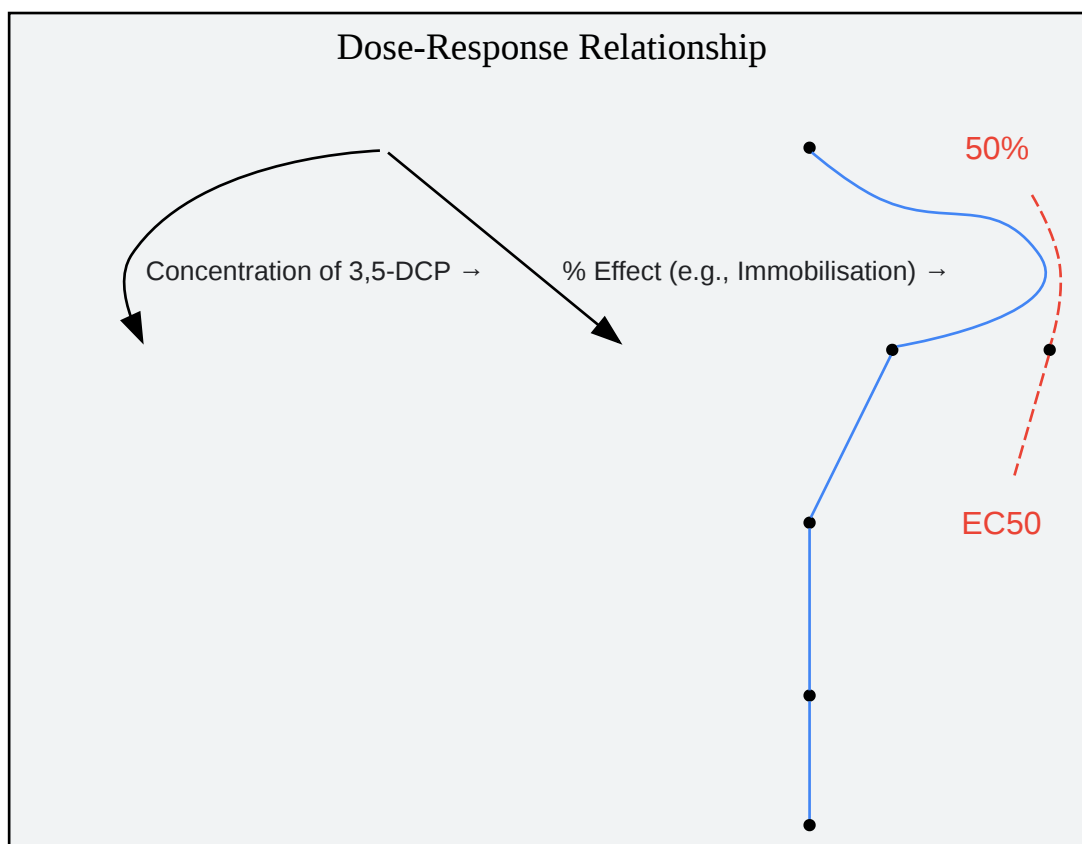 Dose-Response Relationship
50%
Concentration of 3,5-DCP →
% Effect (e.g., Immobilisation) →
EC50